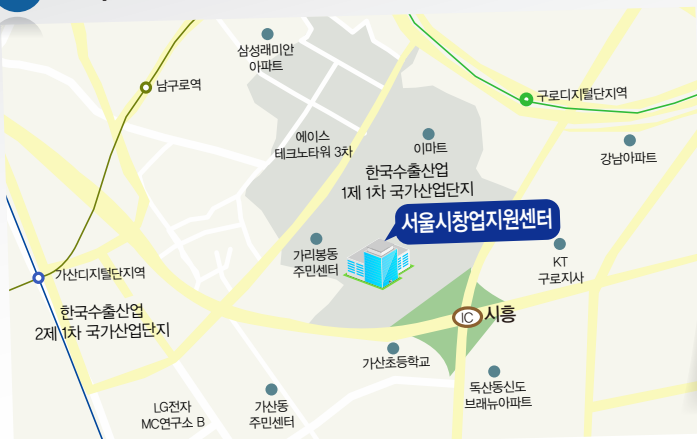 삼성래미안
아파트
남구로역
구로디지털단지역
에이스
테크노타워 3차
이마트
강남아파트
한국수출산업
1제 1차 국가산업단지
서울시창업지원센터
가리봉동
주민센터
KT
구로지사
가산디지털단지역
한국수출산업
2제 1차 국가산업단지
IC 시흥
가산초등학교
독산동신도
브래뉴아파트
LG전자
MC연구소 B
가산동
주민센터